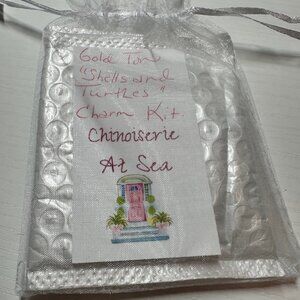 Gold Tone
"Shells and
Turtles"
Charm Kit
Chinoiserie
At Sea